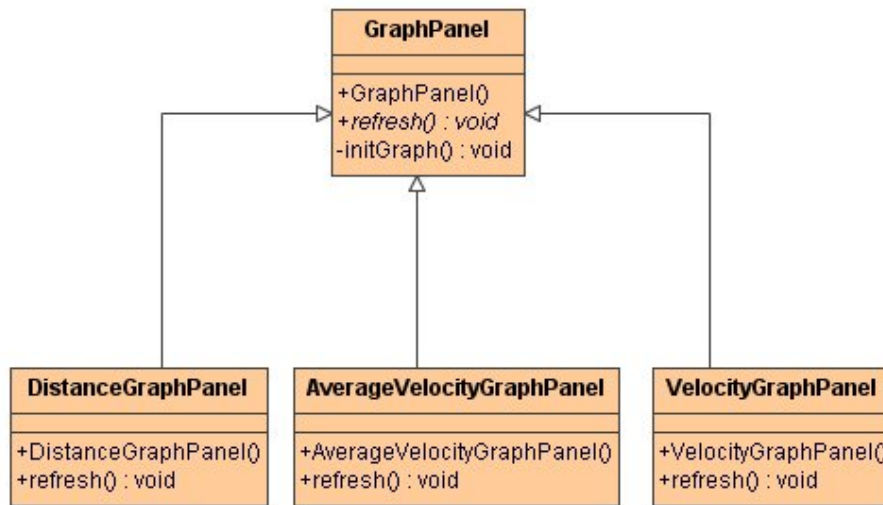 GraphPanel
+GraphPanel()
+refresh() : void
-initGraph() : void
DistanceGraphPanel
+DistanceGraphPanel()
+refresh() : void
AverageVelocityGraphPanel
+AverageVelocityGraphPanel()
+refresh() : void
VelocityGraphPanel
+VelocityGraphPanel()
+refresh() : void